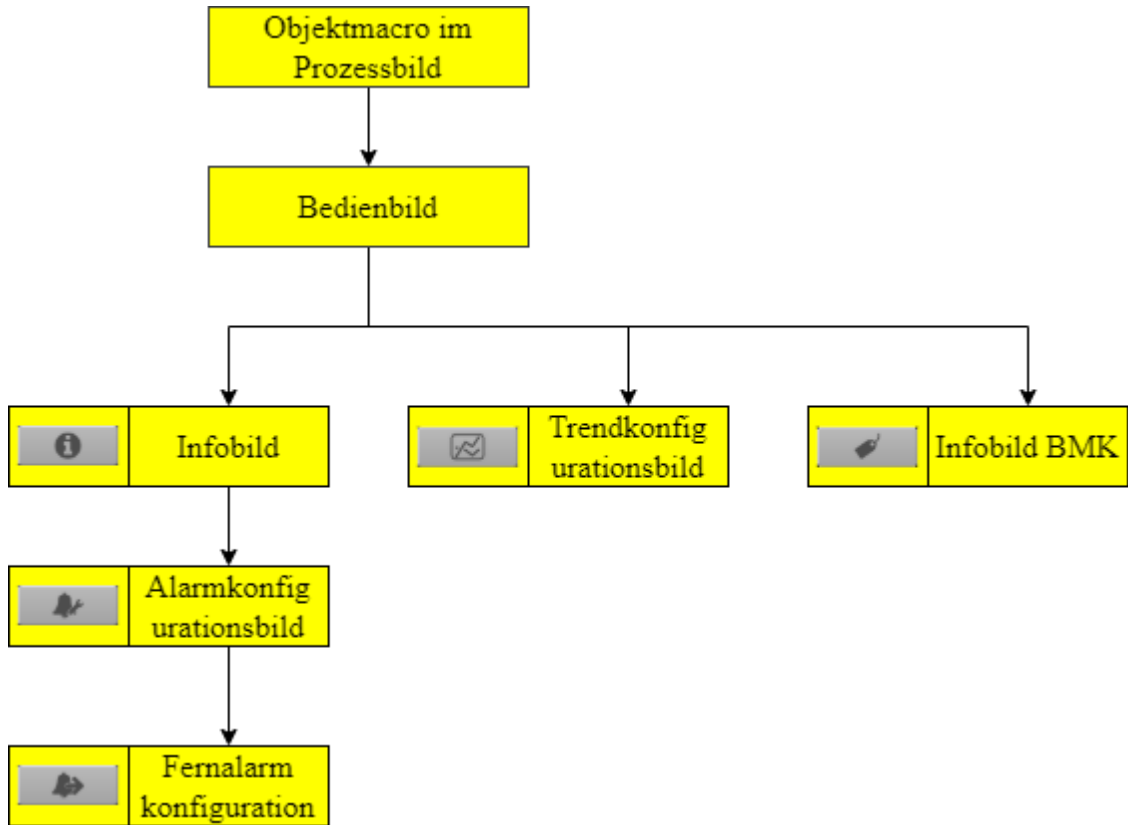 Objektmacro im
Prozessbild
Bedienbild
Infobild
Trendkonfig
urationsbild
Infobild BMK
Alarmkonfig
urationsbild
Fernalarm
konfiguration